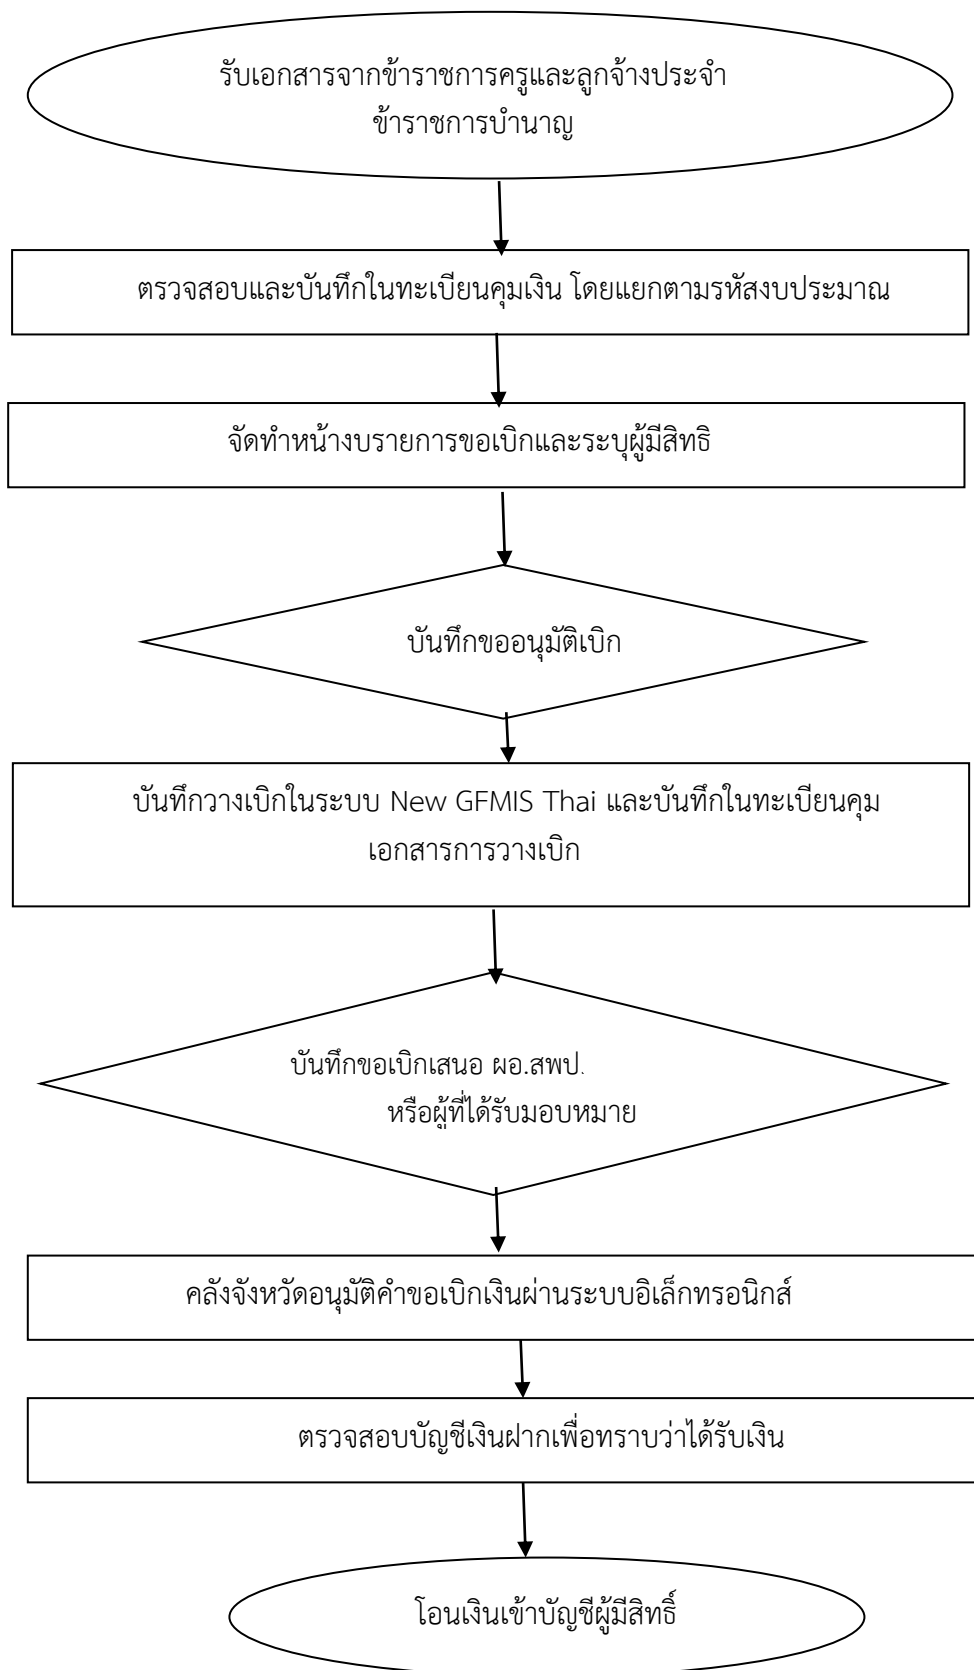 รับเอกสารจากข้าราชการครูและลูกจ้างประจำ
ข้าราชการบำนาญ
ตรวจสอบและบันทึกในทะเบียนคุมเงิน โดยแยกตามรหัสงบประมาณ
จัดทำหน้างบรายการขอเบิกและระบุผู้มีสิทธิ
บันทึกขออนุมัติเบิก
บันทึกวางเบิกในระบบ New GFMIS Thai และบันทึกในทะเบียนคุม
เอกสารการวางเบิก
บันทึกขอเบิกเสนอ ผอ.สพป.
หรือผู้ที่ได้รับมอบหมาย
คลังจังหวัดอนุมัติคำขอเบิกเงินผ่านระบบอิเล็กทรอนิกส์
ตรวจสอบบัญชีเงินฝากเพื่อทราบว่าได้รับเงิน
โอนเงินเข้าบัญชีผู้มีสิทธิ์